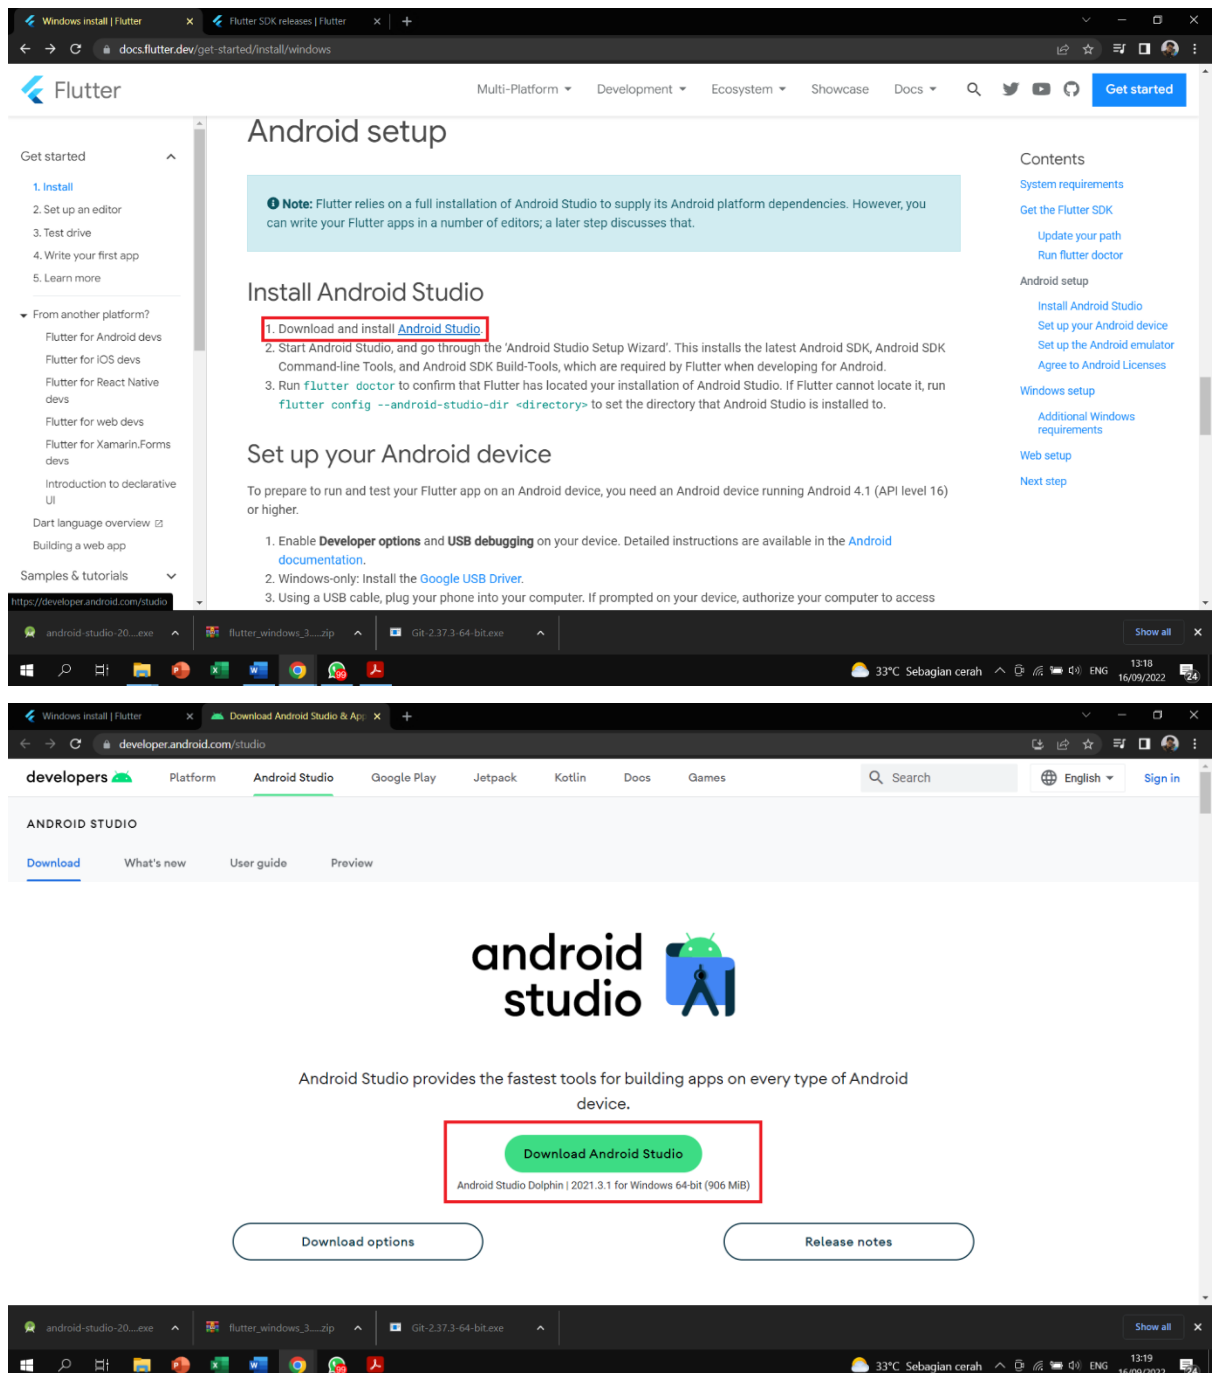 Windows install | Flutter
Flutter SDK releases | Flutter
docs.flutter.dev/get-started/install/windows
Flutter
Multi-Platform
Development
Ecosystem
Showcase
Docs
Get started
Get started
1. Install
2. Set up an editor
3. Test drive
4. Write your first app
5. Learn more
From another platform?
Flutter for Android devs
Flutter for iOS devs
Flutter for React Native
devs
Flutter for web devs
Flutter for Xamarin.Forms
devs
Introduction to declarative
UI
Dart language overview
Building a web app
Samples & tutorials
https://developer.android.com/studio
Android setup
Note: Flutter relies on a full installation of Android Studio to supply its Android platform dependencies. However, you
can write your Flutter apps in a number of editors; a later step discusses that.
Install Android Studio
1. Download and install Android Studio.
2. Start Android Studio, and go through the 'Android Studio Setup Wizard'. This installs the latest Android SDK, Android SDK
Command-line Tools, and Android SDK Build-Tools, which are required by Flutter when developing for Android.
3. Run flutter doctor to confirm that Flutter has located your installation of Android Studio. If Flutter cannot locate it, run
flutter config --android-studio-dir <directory> to set the directory that Android Studio is installed to.
Set up your Android device
To prepare to run and test your Flutter app on an Android device, you need an Android device running Android 4.1 (API level 16)
or higher.
1. Enable Developer options and USB debugging on your device. Detailed instructions are available in the Android
documentation.
2. Windows-only: Install the Google USB Driver.
3. Using a USB cable, plug your phone into your computer. If prompted on your device, authorize your computer to access
Contents
System requirements
Get the Flutter SDK
Update your path
Run flutter doctor
Android setup
Install Android Studio
Set up your Android device
Set up the Android emulator
Agree to Android Licenses
Windows setup
Additional Windows
requirements
Web setup
Next step
android-studio-20....exe
flutter_windows_3.....zip
Git-2.37.3-64-bit.exe
Show all
99
33°C Sebagian cerah
ENG
13:18
16/09/2022
24
Windows install | Flutter
Download Android Studio & App
developer.android.com/studio
developers
Platform
Android Studio
Google Play
Jetpack
Kotlin
Docs
Games
Search
English
Sign in
ANDROID STUDIO
Download
What's new
User guide
Preview
android
studio
Android Studio provides the fastest tools for building apps on every type of Android
device.
Download Android Studio
Android Studio Dolphin | 2021.3.1 for Windows 64-bit (906 MiB)
Download options
Release notes
android-studio-20....exe
flutter_windows_3.....zip
Git-2.37.3-64-bit.exe
Show all
99
33°C Sebagian cerah
ENG
13:19
16/09/2022
24